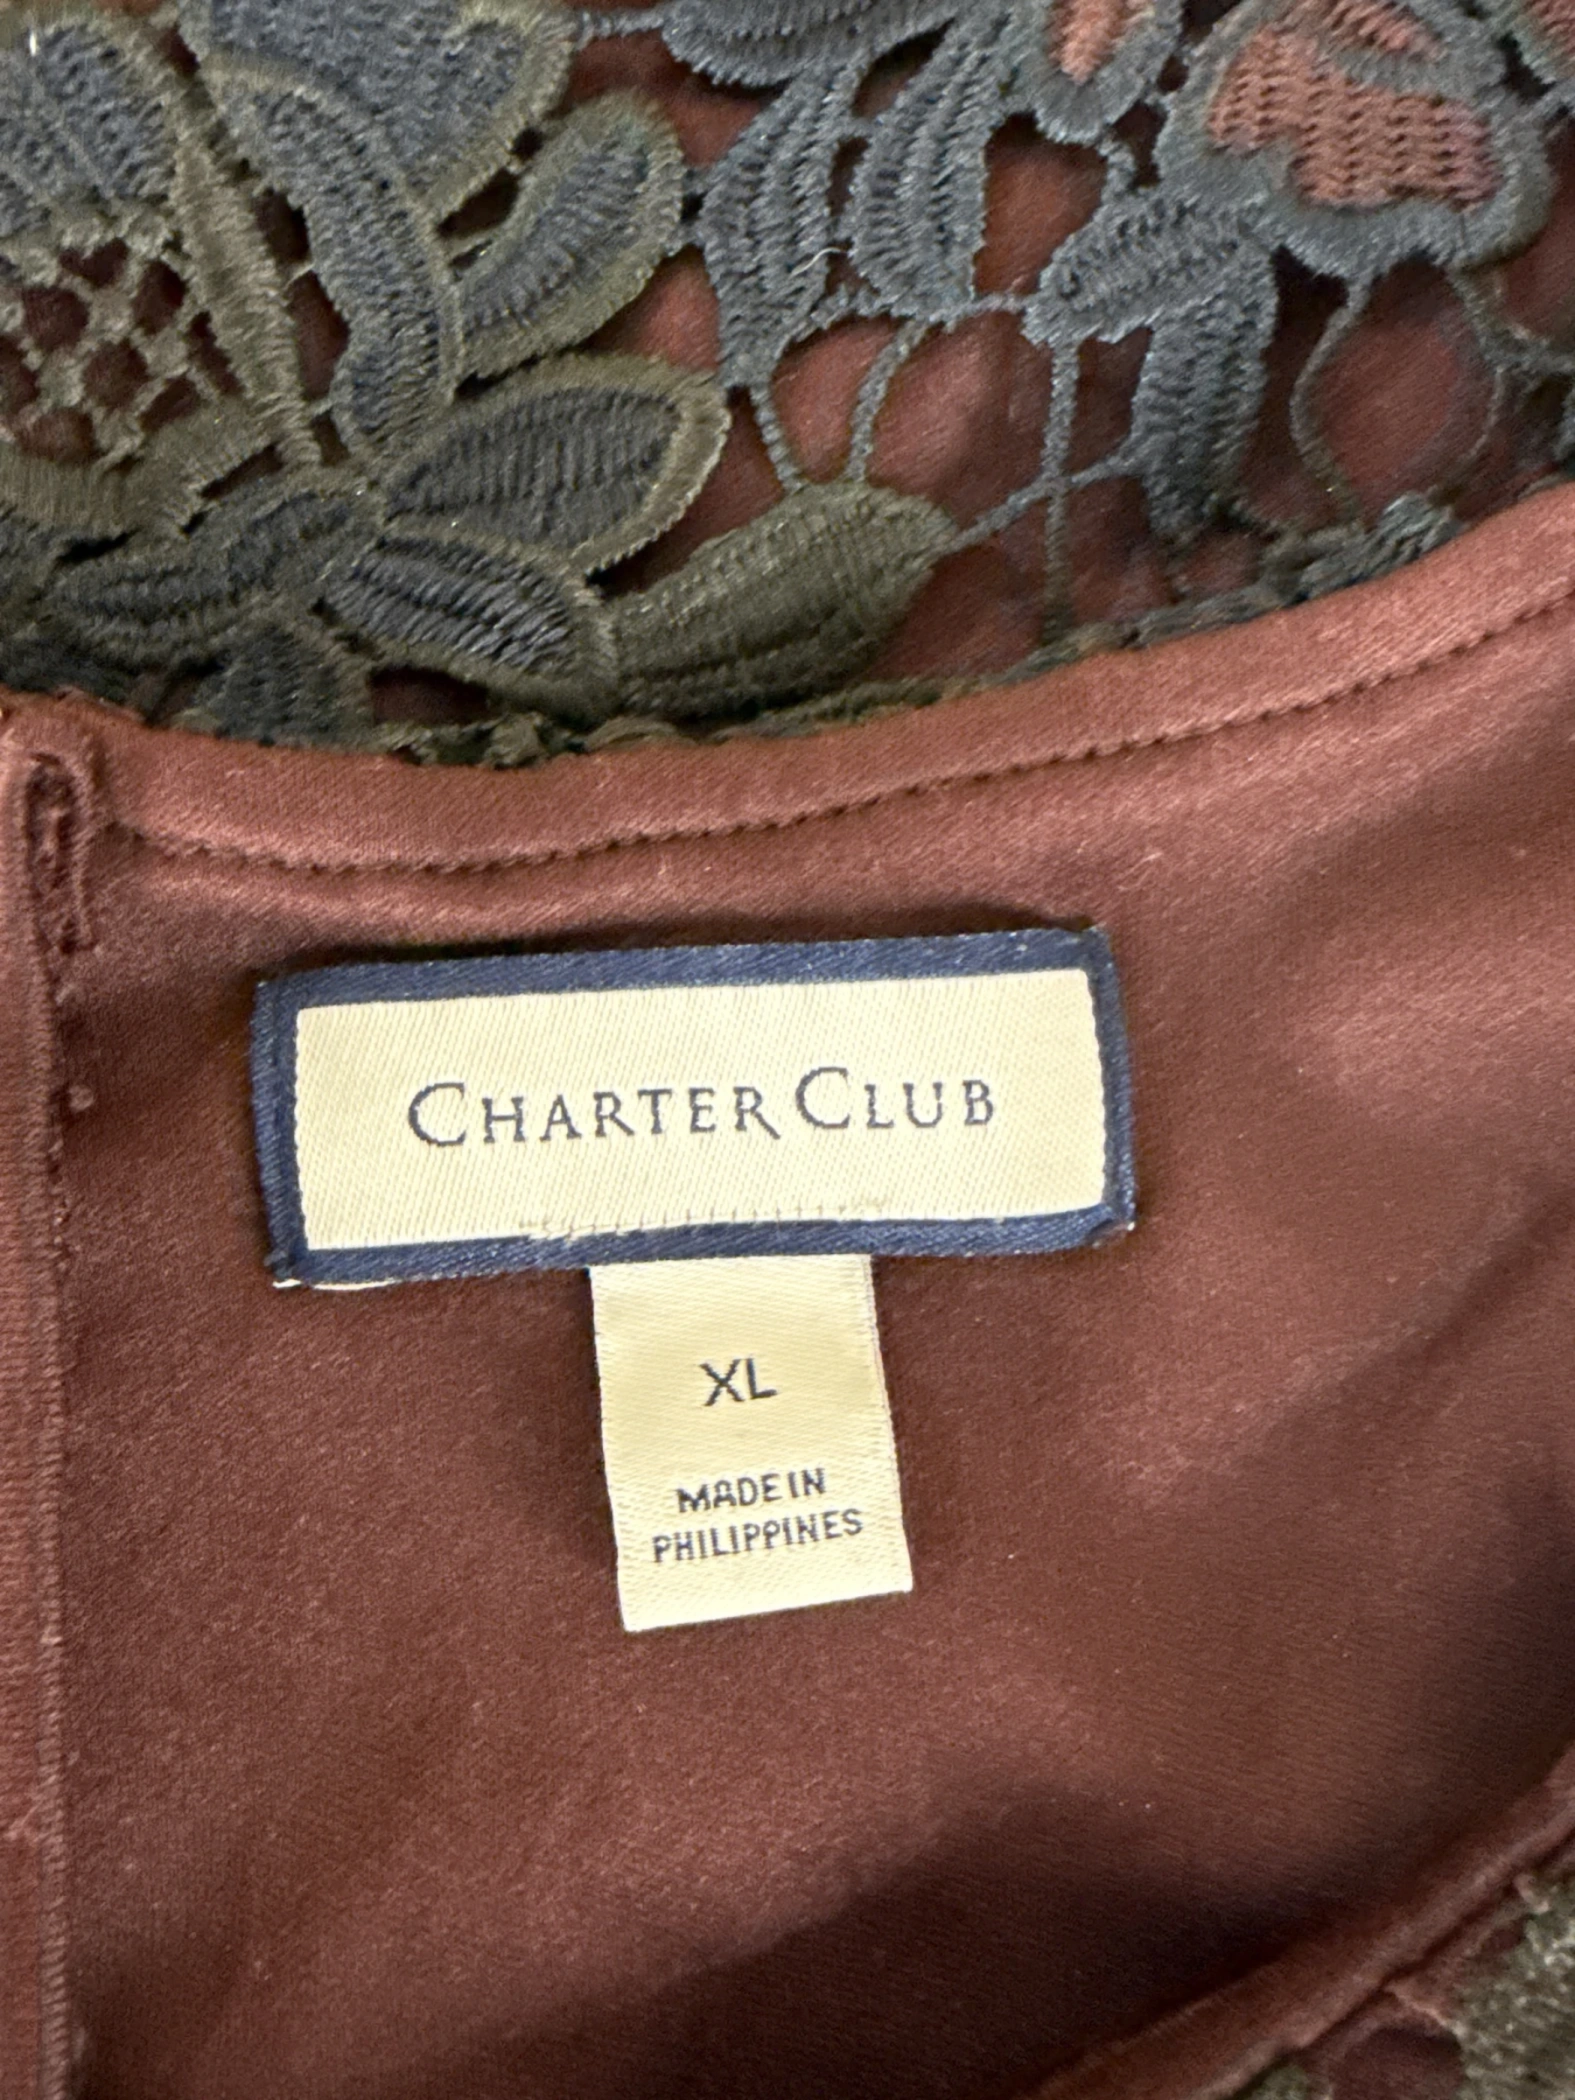 CHARTER CLUB
XL
MADE IN
PHILIPPINES